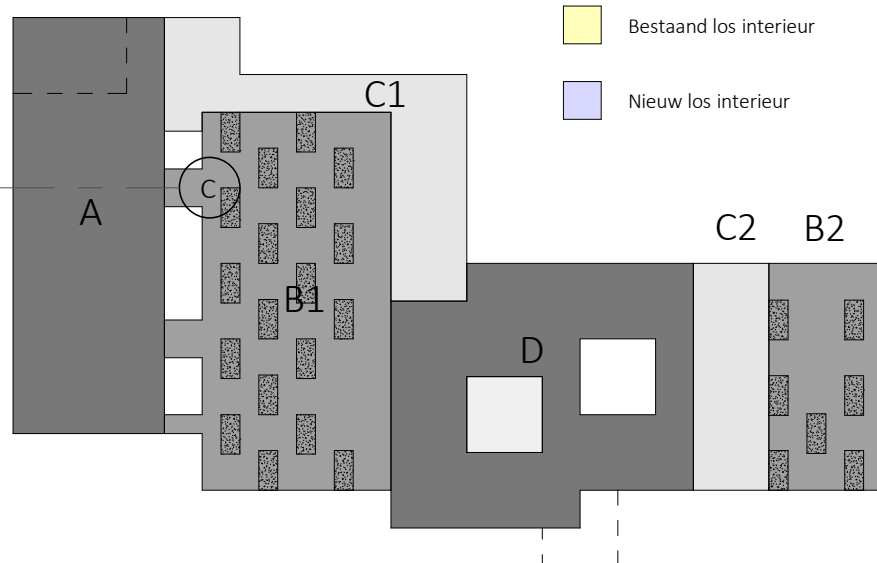 Bestaand los interieur
Nieuw los interieur
C1
C
A
C2
B2
B1
D